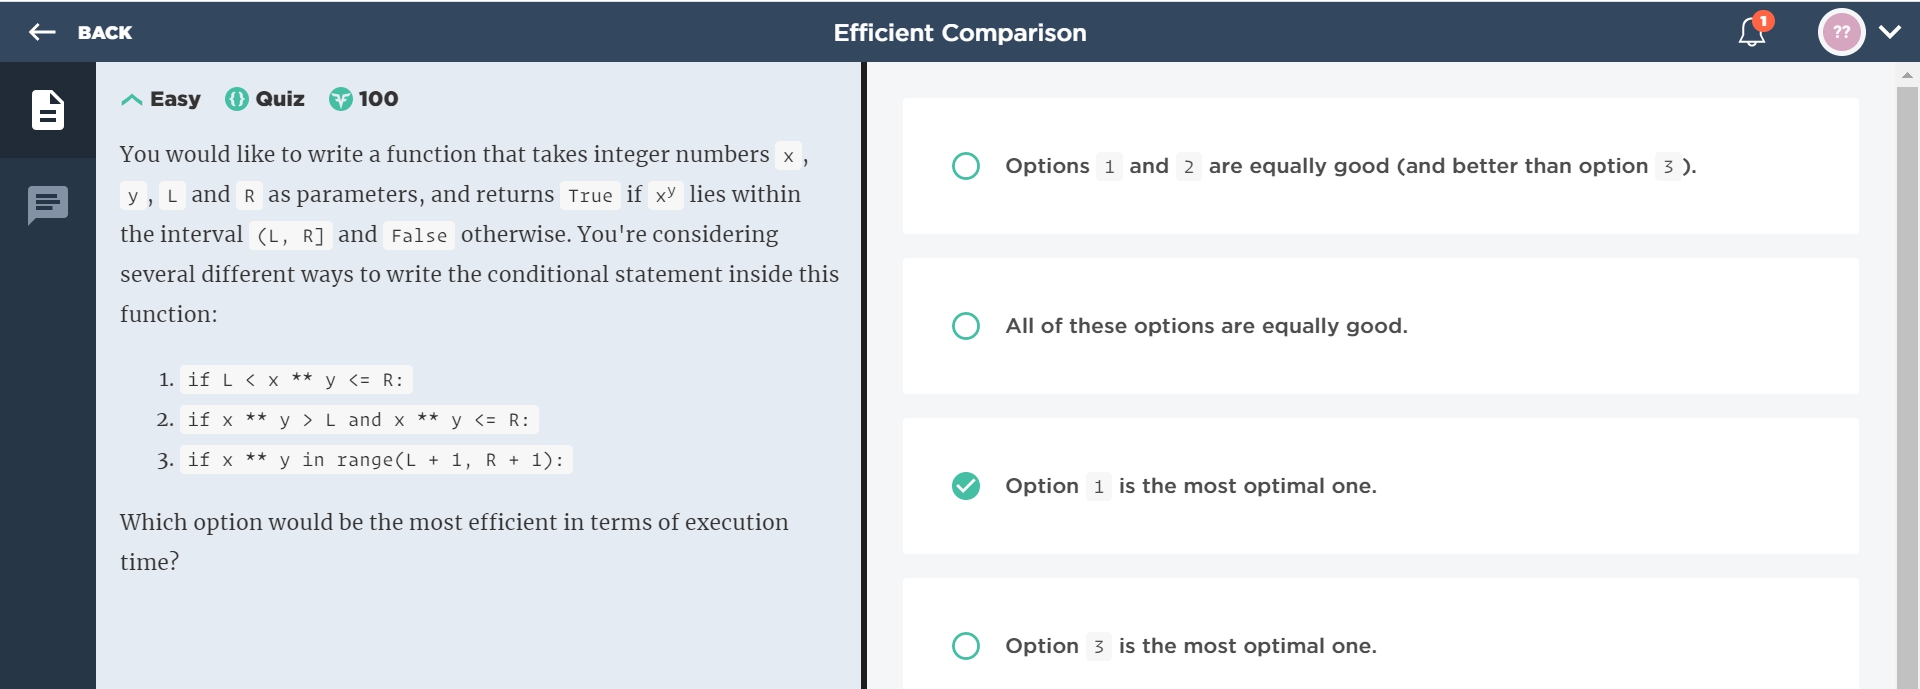 BACK
Efficient Comparison
1
??
Easy Quiz 100
You would like to write a function that takes integer numbers x ,
y , L and R as parameters, and returns True if xʸ lies within
the interval (L, R] and False otherwise. You're considering
several different ways to write the conditional statement inside this
function:
1. if L < x ** y <= R:
2. if x ** y > L and x ** y <= R:
3. if x ** y in range(L + 1, R + 1):
Which option would be the most efficient in terms of execution
time?
Options 1 and 2 are equally good (and better than option 3 ).
All of these options are equally good.
Option 1 is the most optimal one.
Option 3 is the most optimal one.